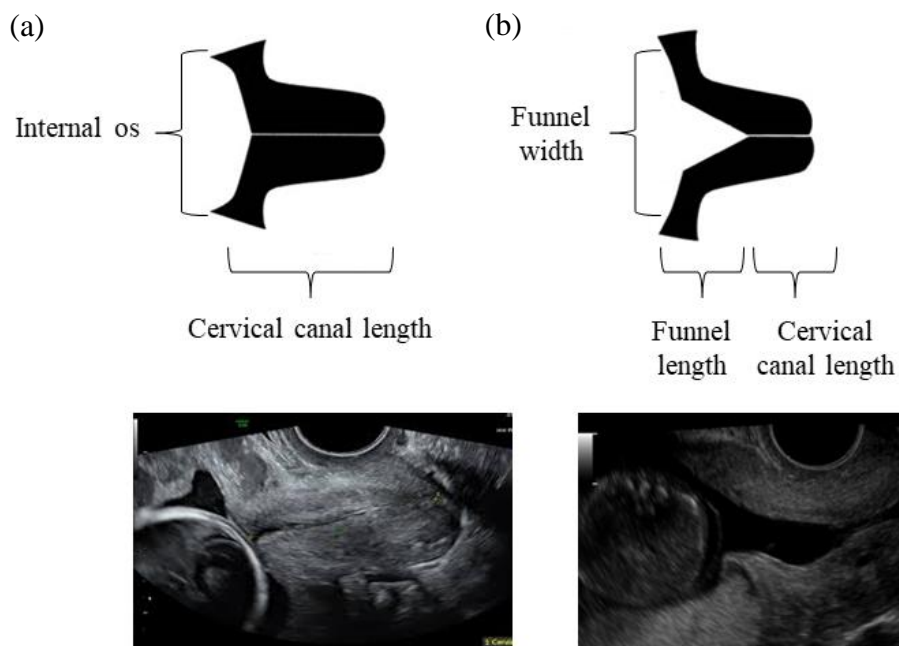 (a)
(b)
Internal os
Funnel
width
Cervical canal length
Funnel
length
Cervical
canal length